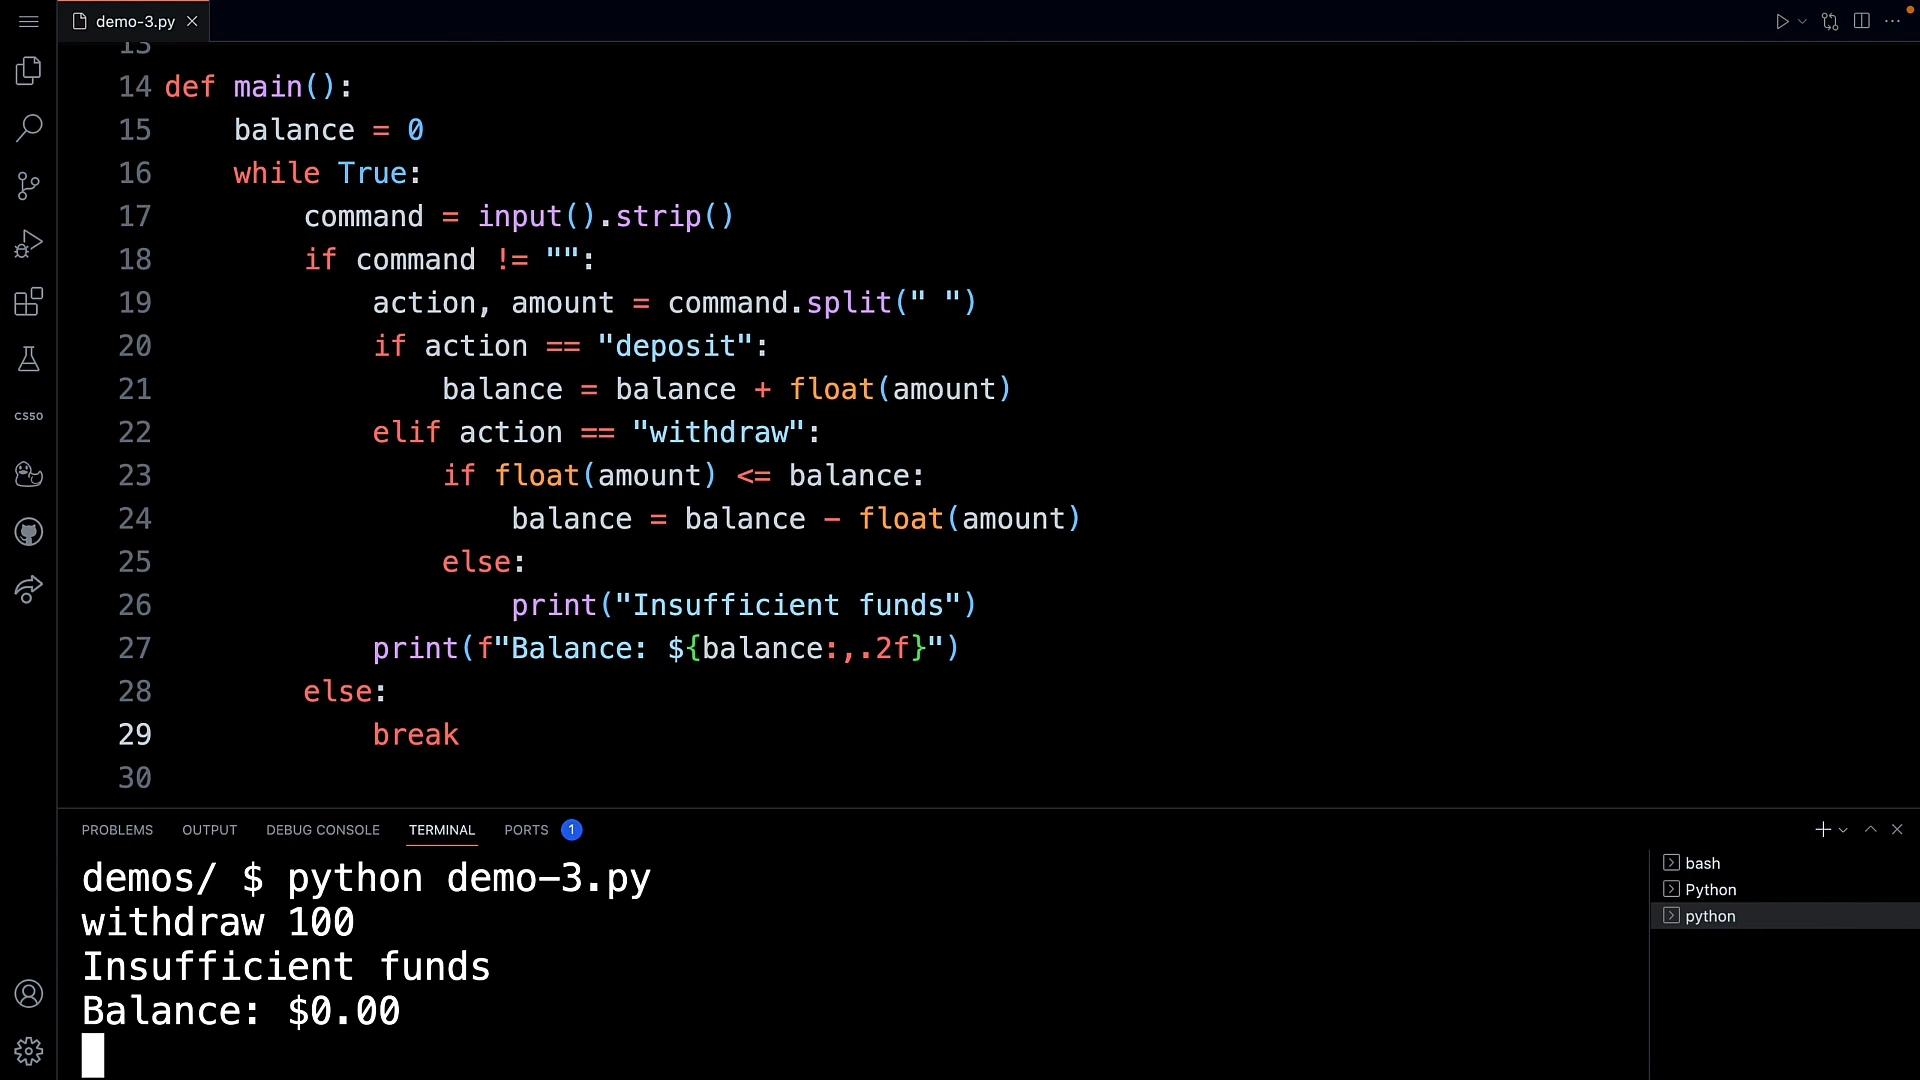 demo-3.py
13
14 def main():
15     balance = 0
16     while True:
17         command = input().strip()
18         if command != "":
19             action, amount = command.split(" ")
20             if action == "deposit":
21                 balance = balance + float(amount)
22             elif action == "withdraw":
23                 if float(amount) <= balance:
24                     balance = balance - float(amount)
25                 else:
26                     print("Insufficient funds")
27             print(f"Balance: ${balance:,.2f}")
28         else:
29             break
30
CS50
PROBLEMS OUTPUT DEBUG CONSOLE TERMINAL PORTS 1
demos/ $ python demo-3.py
withdraw 100
Insufficient funds
Balance: $0.00
bash
Python
python